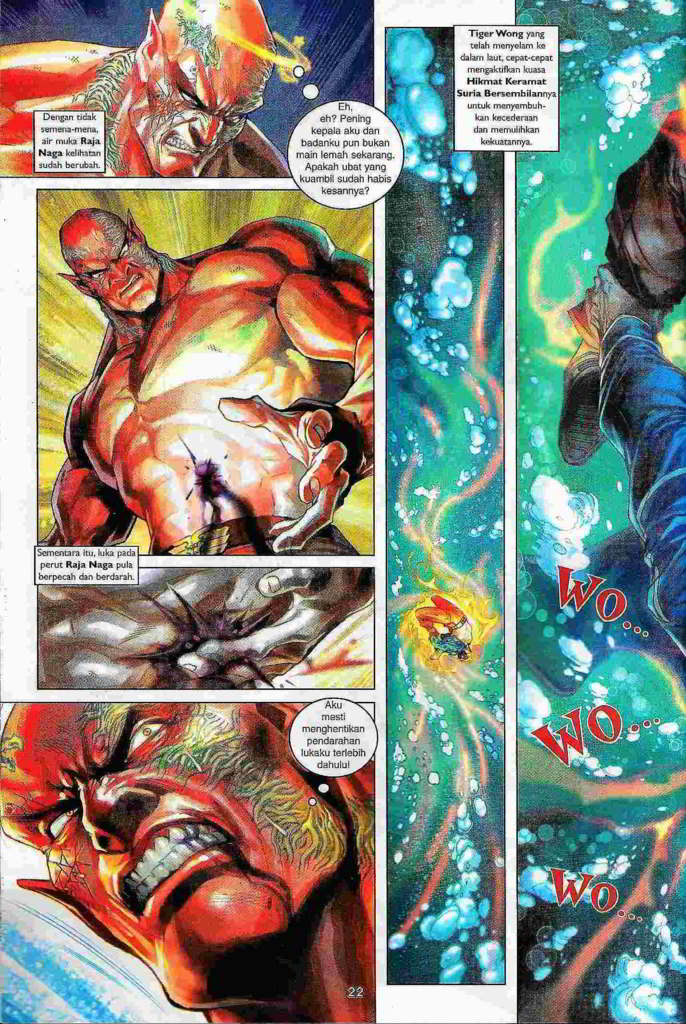 Dengan tidak
semena-mena,
air muka Raja
Naga kelihatan
sudah berubah.
Eh,
eh? Pening
kepala aku dan
badanku pun bukan
main lemah sekarang.
Apakah ubat yang
kuambil sudah habis
kesannya?
Sementara itu, luka pada
perut Raja Naga pula
berpecah dan berdarah.
Aku
mesti
menghentikan
pendarahan
lukaku terlebih
dahulu!
Tiger Wong yang
telah menyelam ke
dalam laut, cepat-cepat
mengaktifkan kuasa
Hikmat Keramat
Suria Bersembilannya
untuk menyembuh-
kan kecederaan
dan memulihkan
kekuatannya.
WO...
WO...
WO...
22